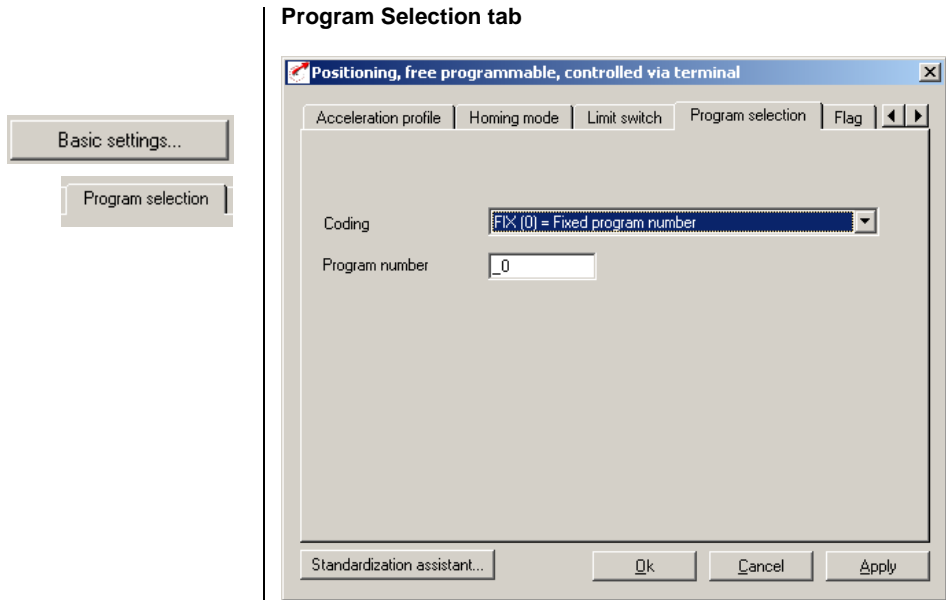 Program Selection tab
Positioning, free programmable, controlled via terminal
Basic settings...
Program selection
Acceleration profile Homing mode Limit switch Program selection Flag
Coding FIX (0) = Fixed program number
Program number _0
Standardization assistant... Ok Cancel Apply